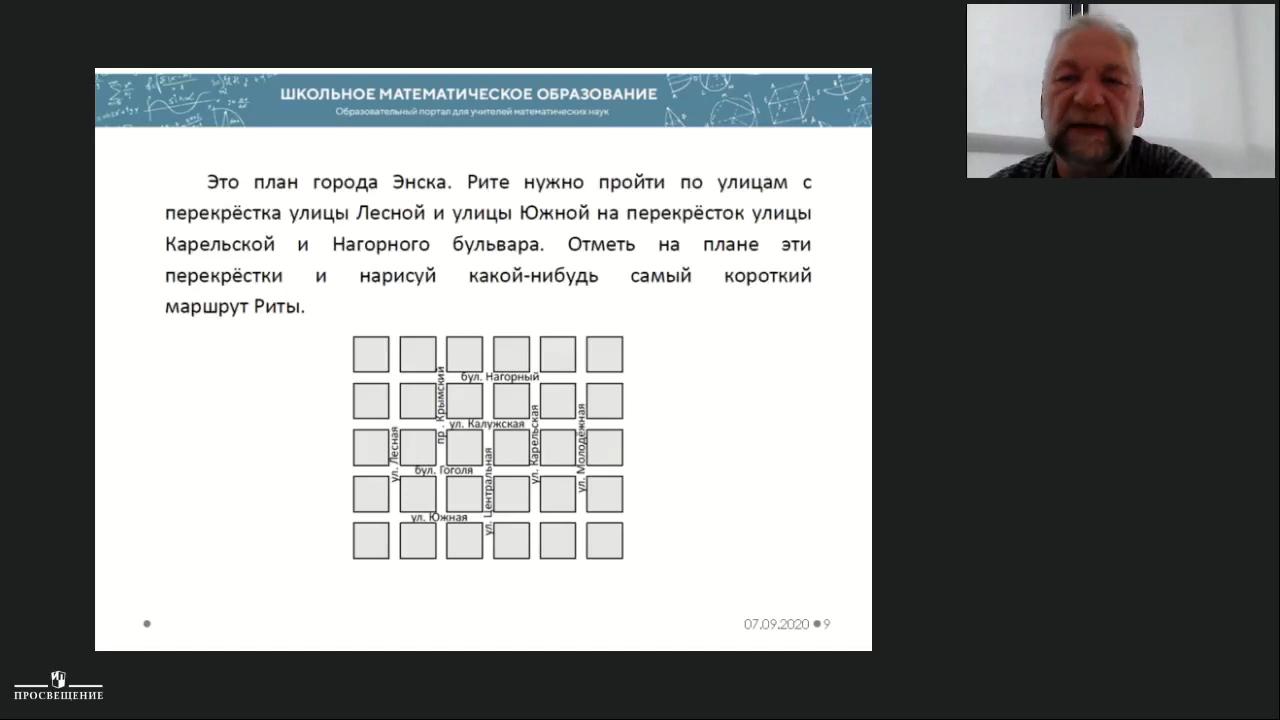 ШКОЛЬНОЕ МАТЕМАТИЧЕСКОЕ ОБРАЗОВАНИЕ
Образовательный портал для учителей математических наук
Это план города Энска. Рите нужно пройти по улицам с
перекрёстка улицы Лесной и улицы Южной на перекрёсток улицы
Карельской и Нагорного бульвара. Отметь на плане эти
перекрёстки и нарисуй какой-нибудь самый короткий
маршрут Риты.
бул. Нагорный
пр . Крымский
ул. Калужская
ул. Карельская
ул. Молодёжная
ул. Лесная
бул. Гоголя
ул. Центральная
ул. Южная
07.09.2020 9
ПРОСВЕЩЕНИЕ